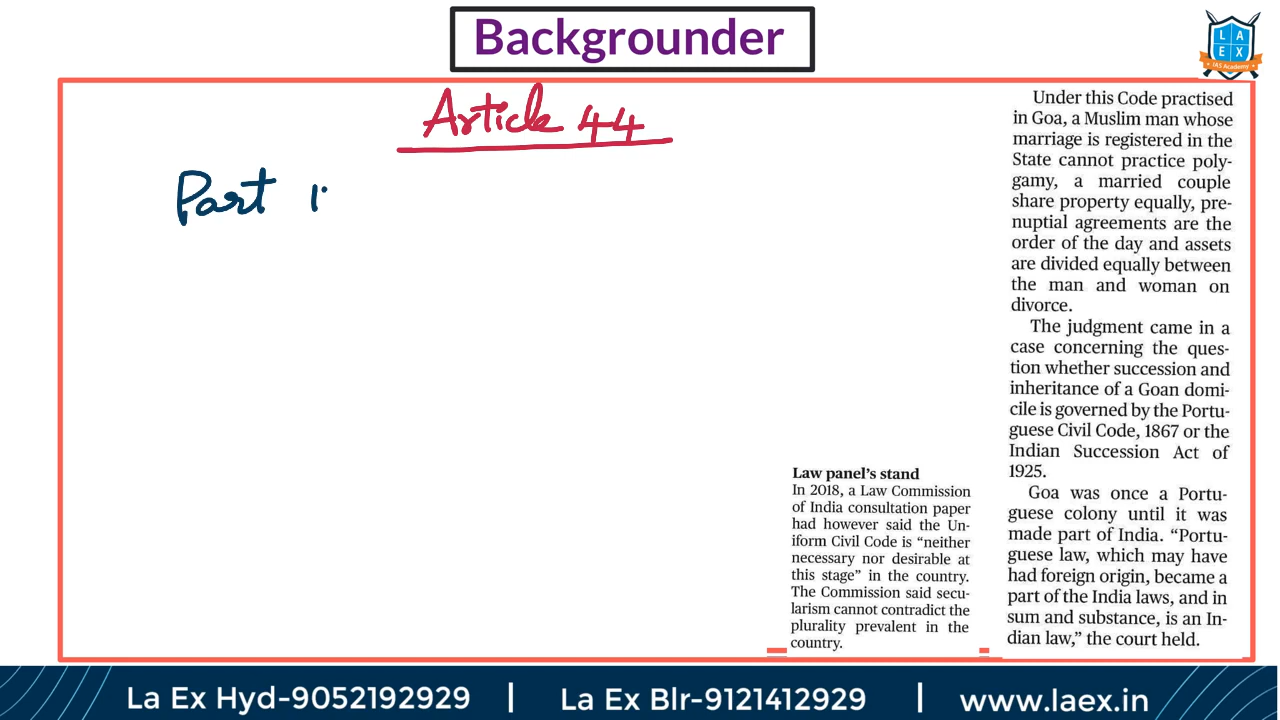 Backgrounder
L A
E X
IAS Academy
Article 44
Part I
Under this Code practised
in Goa, a Muslim man whose
marriage is registered in the
State cannot practice poly-
gamy, a married couple
share property equally, pre-
nuptial agreements are the
order of the day and assets
are divided equally between
the man and woman on
divorce.
The judgment came in a
case concerning the ques-
tion whether succession and
inheritance of a Goan domi-
cile is governed by the Portu-
guese Civil Code, 1867 or the
Indian Succession Act of
1925.
Goa was once a Portu-
guese colony until it was
made part of India. “Portu-
guese law, which may have
had foreign origin, became a
part of the India laws, and in
sum and substance, is an In-
dian law,” the court held.
Law panel’s stand
In 2018, a Law Commission
of India consultation paper
had however said the Un-
iform Civil Code is “neither
necessary nor desirable at
this stage” in the country.
The Commission said secu-
larism cannot contradict the
plurality prevalent in the
country.
La Ex Hyd-9052192929 | La Ex Blr-9121412929 | www.laex.in